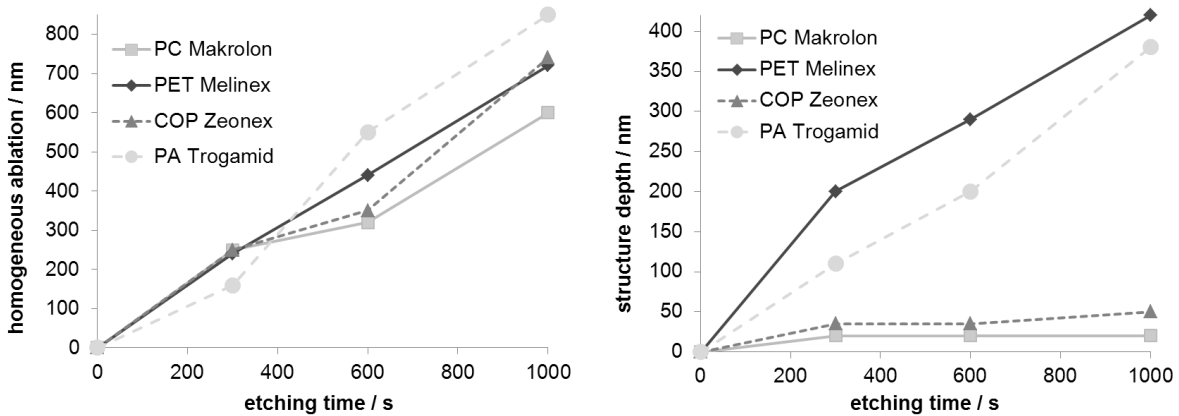 800
700
600
500
400
300
200
100
0
homogeneous ablation / nm
PC Makrolon
PET Melinex
COP Zeonex
PA Trogamid
0 200 400 600 800 1000
etching time / s
400
350
300
250
200
150
100
50
0
structure depth / nm
PC Makrolon
PET Melinex
COP Zeonex
PA Trogamid
0 200 400 600 800 1000
etching time / s